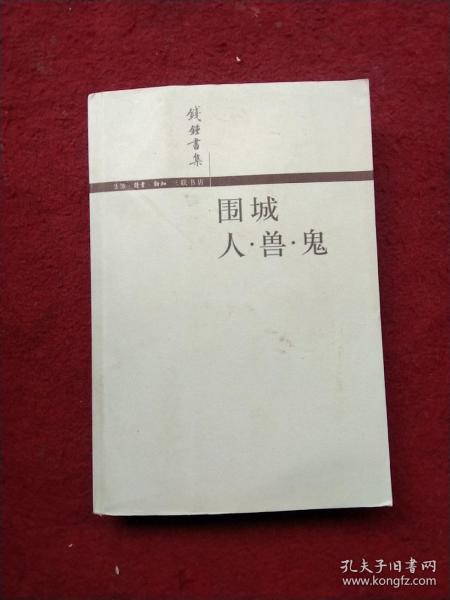 錢鍾書集
生活·讀書·新知 三联书店
围城
人·兽·鬼
孔夫子旧书网
www.kongfz.com